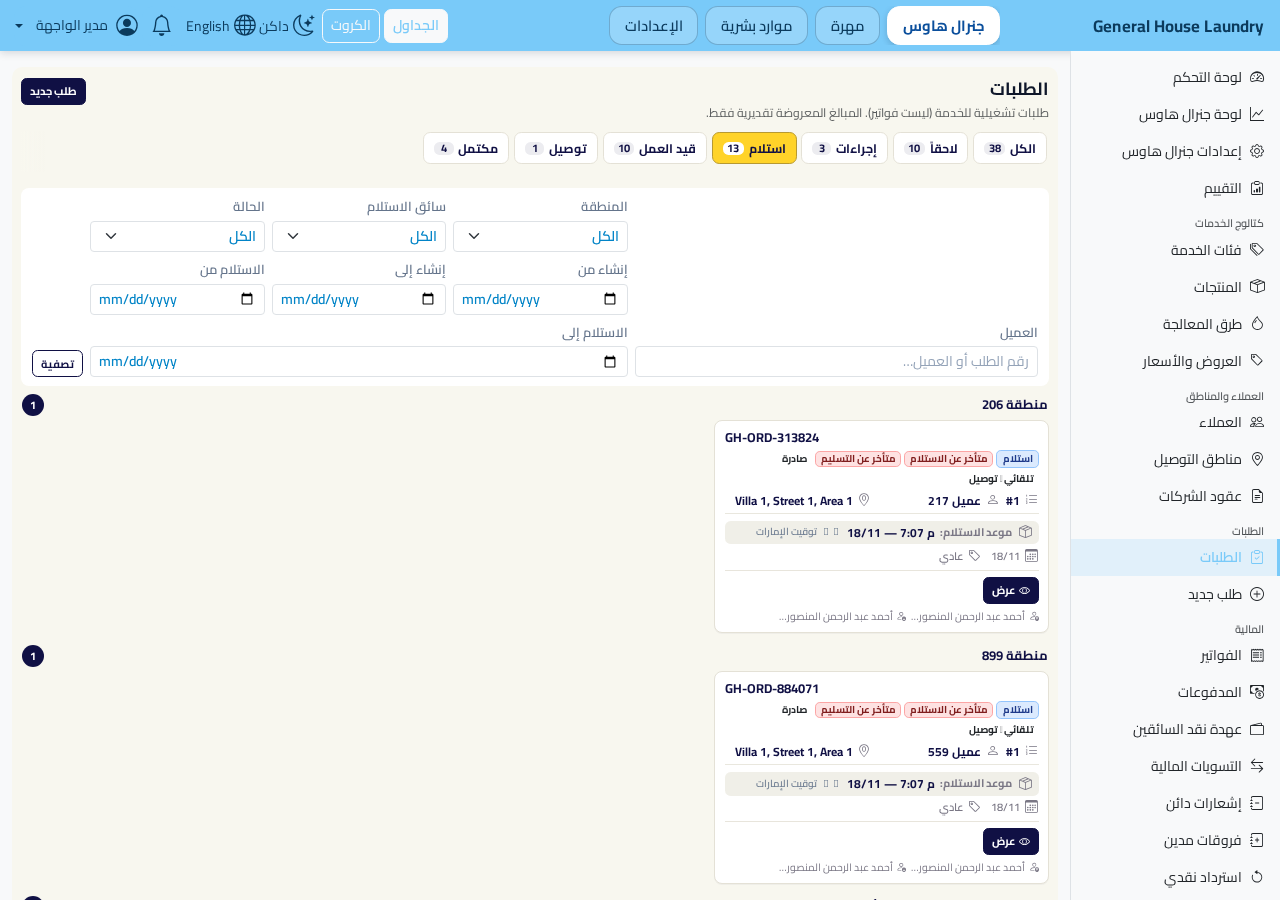 General House Laundry
جنرال هاوس
مهرة
موارد بشرية
الإعدادات
الجداول
الكروت
داكن
English
مدير الواجهة
لوحة التحكم
لوحة جنرال هاوس
إعدادات جنرال هاوس
التقييم
كتالوج الخدمات
فئات الخدمة
المنتجات
طرق المعالجة
العروض والأسعار
العملاء والمناطق
العملاء
مناطق التوصيل
عقود الشركات
الطلبات
الطلبات
طلب جديد
المالية
الفواتير
المدفوعات
عهدة نقد السائقين
التسويات المالية
إشعارات دائن
فروقات مدين
استرداد نقدي
الطلبات
طلب جديد
طلبات تشغيلية للخدمة (ليست فواتير). المبالغ المعروضة تقديرية فقط.
الكل 38
لاحقاً 10
إجراءات 3
استلام 13
قيد العمل 10
توصيل 1
مكتمل 4
المنطقة
سائق الاستلام
الحالة
الكل
الكل
الكل
إنشاء من
إنشاء إلى
الاستلام من
mm/dd/yyyy
mm/dd/yyyy
mm/dd/yyyy
العميل
الاستلام إلى
رقم الطلب أو العميل...
mm/dd/yyyy
تصفية
منطقة 206
1
GH-ORD-313824
استلام متأخر عن الاستلام متأخر عن التسليم صادرة
تلقائي | توصيل
#1 عميل 217 Villa 1, Street 1, Area 1
موعد الاستلام: 18/11 — 7:07 م توقيت الإمارات
18/11 عادي
عرض
أحمد عبد الرحمن المنصور... أحمد عبد الرحمن المنصور...
منطقة 899
1
GH-ORD-884071
استلام متأخر عن الاستلام متأخر عن التسليم صادرة
تلقائي | توصيل
#1 عميل 559 Villa 1, Street 1, Area 1
موعد الاستلام: 18/11 — 7:07 م توقيت الإمارات
18/11 عادي
عرض
أحمد عبد الرحمن المنصور... أحمد عبد الرحمن المنصور...